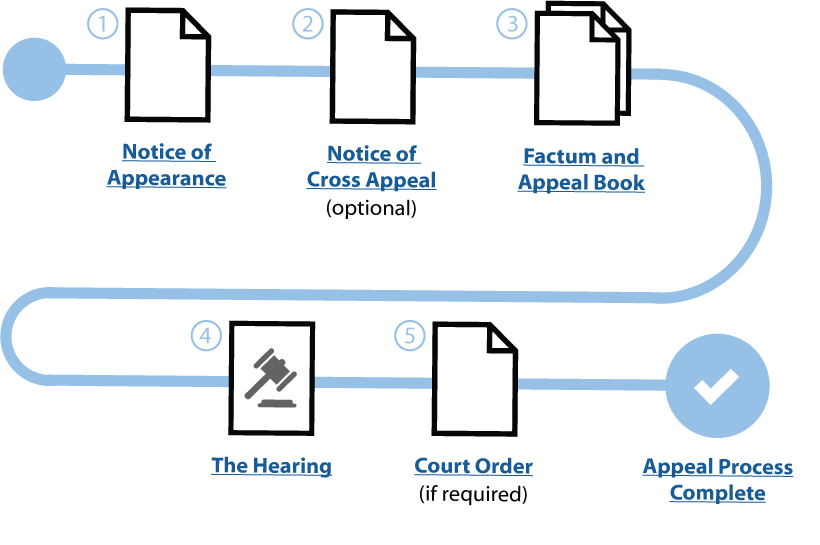 1
Notice of
Appearance
2
Notice of
Cross Appeal
(optional)
3
Factum and
Appeal Book
4
The Hearing
5
Court Order
(if required)
Appeal Process
Complete